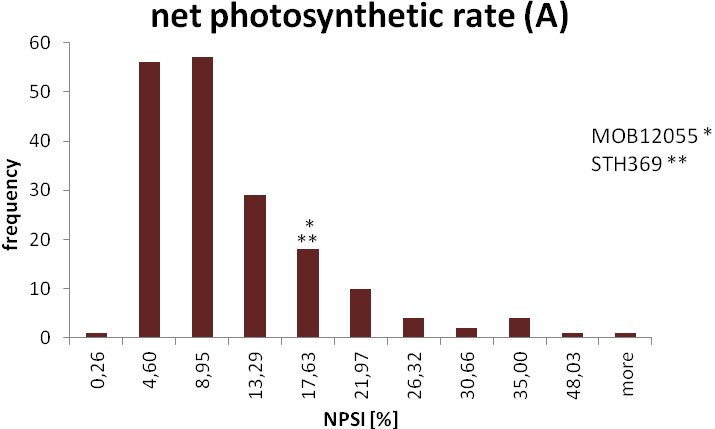 net photosynthetic rate (A)
60
50
40
30
20
10
0
frequency
*
**
MOB12055 *
STH369 **
0,26 4,60 8,95 13,29 17,63 21,97 26,32 30,66 35,00 48,03 more
NPSI [%]